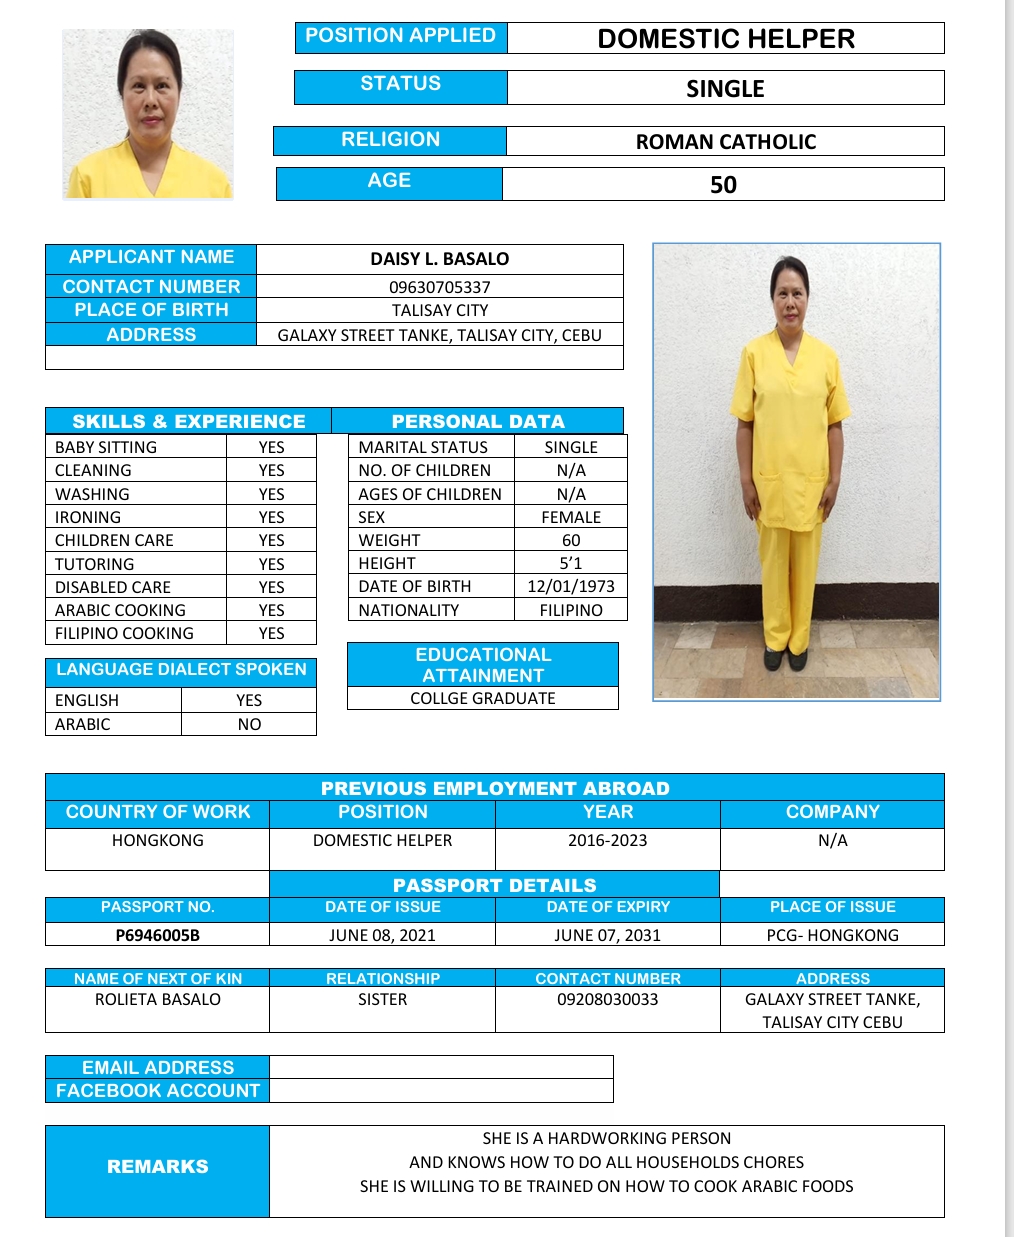 POSITION APPLIED DOMESTIC HELPER
STATUS SINGLE
RELIGION ROMAN CATHOLIC
AGE 50
APPLICANT NAME DAISY L. BASALO
CONTACT NUMBER 09630705337
PLACE OF BIRTH TALISAY CITY
ADDRESS GALAXY STREET TANKE, TALISAY CITY, CEBU
SKILLS & EXPERIENCE
BABY SITTING YES
CLEANING YES
WASHING YES
IRONING YES
CHILDREN CARE YES
TUTORING YES
DISABLED CARE YES
ARABIC COOKING YES
FILIPINO COOKING YES
PERSONAL DATA
MARITAL STATUS SINGLE
NO. OF CHILDREN N/A
AGES OF CHILDREN N/A
SEX FEMALE
WEIGHT 60
HEIGHT 5’1
DATE OF BIRTH 12/01/1973
NATIONALITY FILIPINO
LANGUAGE DIALECT SPOKEN
ENGLISH YES
ARABIC NO
EDUCATIONAL
ATTAINMENT
COLLGE GRADUATE
PREVIOUS EMPLOYMENT ABROAD
COUNTRY OF WORK POSITION YEAR COMPANY
HONGKONG DOMESTIC HELPER 2016-2023 N/A
PASSPORT DETAILS
PASSPORT NO. DATE OF ISSUE DATE OF EXPIRY PLACE OF ISSUE
P6946005B JUNE 08, 2021 JUNE 07, 2031 PCG- HONGKONG
NAME OF NEXT OF KIN RELATIONSHIP CONTACT NUMBER ADDRESS
ROLIETA BASALO SISTER 09208030033 GALAXY STREET TANKE,
TALISAY CITY CEBU
EMAIL ADDRESS
FACEBOOK ACCOUNT
REMARKS
SHE IS A HARDWORKING PERSON
AND KNOWS HOW TO DO ALL HOUSEHOLDS CHORES
SHE IS WILLING TO BE TRAINED ON HOW TO COOK ARABIC FOODS